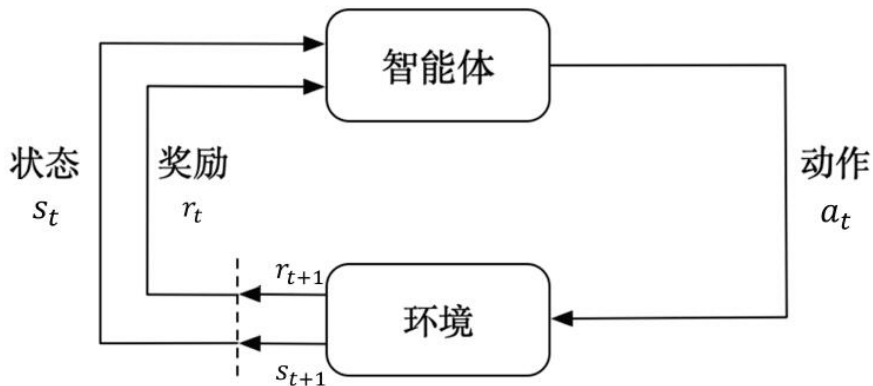 智能体
状态
奖励
动作
s_t
r_t
a_t
r_{t+1}
环境
s_{t+1}